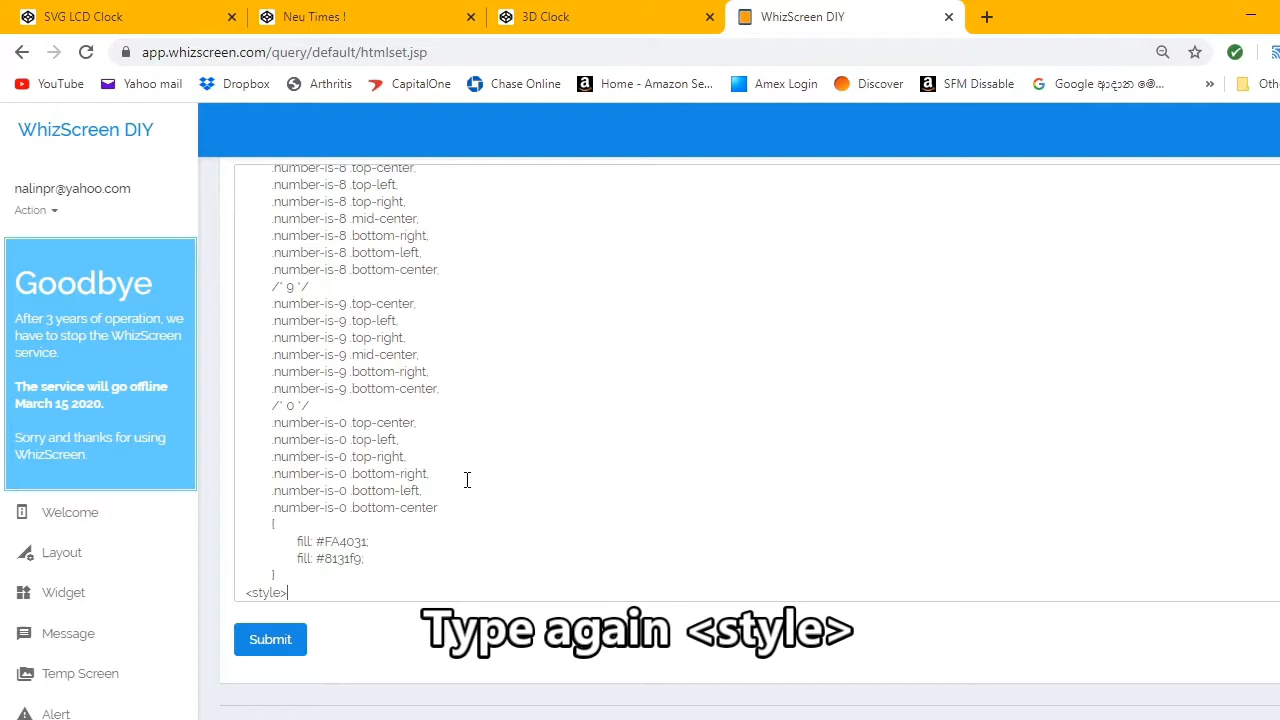 SVG LCD Clock
Neu Times !
3D Clock
WhizScreen DIY
app.whizscreen.com/query/default/htmlset.jsp
YouTube
Yahoo mail
Dropbox
Arthritis
CapitalOne
Chase Online
Home - Amazon Se...
Amex Login
Discover
SFM Dissable
Google ආදාන මෙ...
»
Oth
WhizScreen DIY
nalinpr@yahoo.com
Action
Goodbye
After 3 years of operation, we
have to stop the WhizScreen
service.
The service will go offline
March 15 2020.
Sorry and thanks for using
WhizScreen.
Welcome
Layout
Widget
Message
Temp Screen
Alert
.number-is-8 .top-center,
.number-is-8 .top-left,
.number-is-8 .top-right,
.number-is-8 .mid-center,
.number-is-8 .bottom-right,
.number-is-8 .bottom-left,
.number-is-8 .bottom-center,
/* 9 */
.number-is-9 .top-center,
.number-is-9 .top-left,
.number-is-9 .top-right,
.number-is-9 .mid-center,
.number-is-9 .bottom-right,
.number-is-9 .bottom-center,
/* 0 */
.number-is-0 .top-center,
.number-is-0 .top-left,
.number-is-0 .top-right,
.number-is-0 .bottom-right,
.number-is-0 .bottom-left,
.number-is-0 .bottom-center
{
fill: #FA4031;
fill: #8131f9;
}
<style>
Submit
Type again <style>